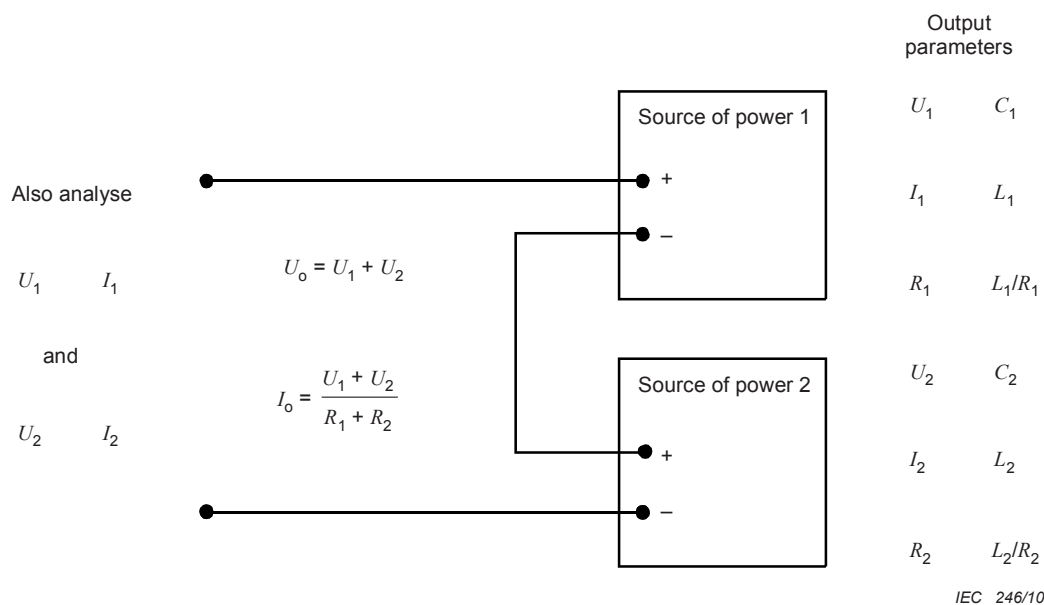 Output
parameters
Source of power 1
U₁ C₁
+
Also analyse
I₁ L₁
–
Uₒ = U₁ + U₂
U₁ I₁
R₁ L₁/R₁
and
Source of power 2
U₂ C₂
Iₒ = (U₁ + U₂)/(R₁ + R₂)
U₂ I₂
+
I₂ L₂
–
R₂ L₂/R₂
IEC 246/10